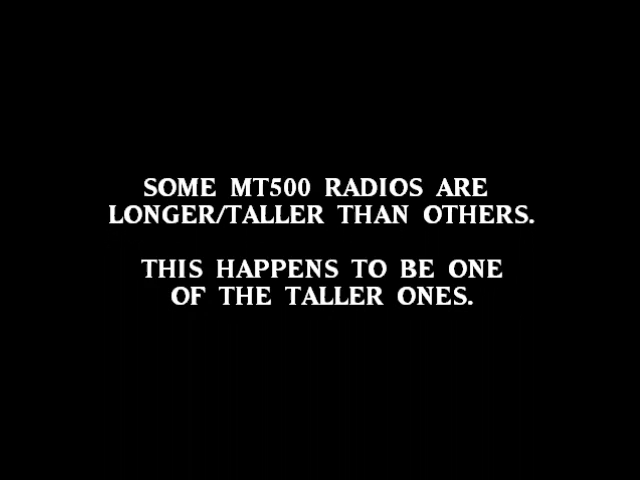 SOME MT500 RADIOS ARE
LONGER/TALLER THAN OTHERS.
THIS HAPPENS TO BE ONE
OF THE TALLER ONES.